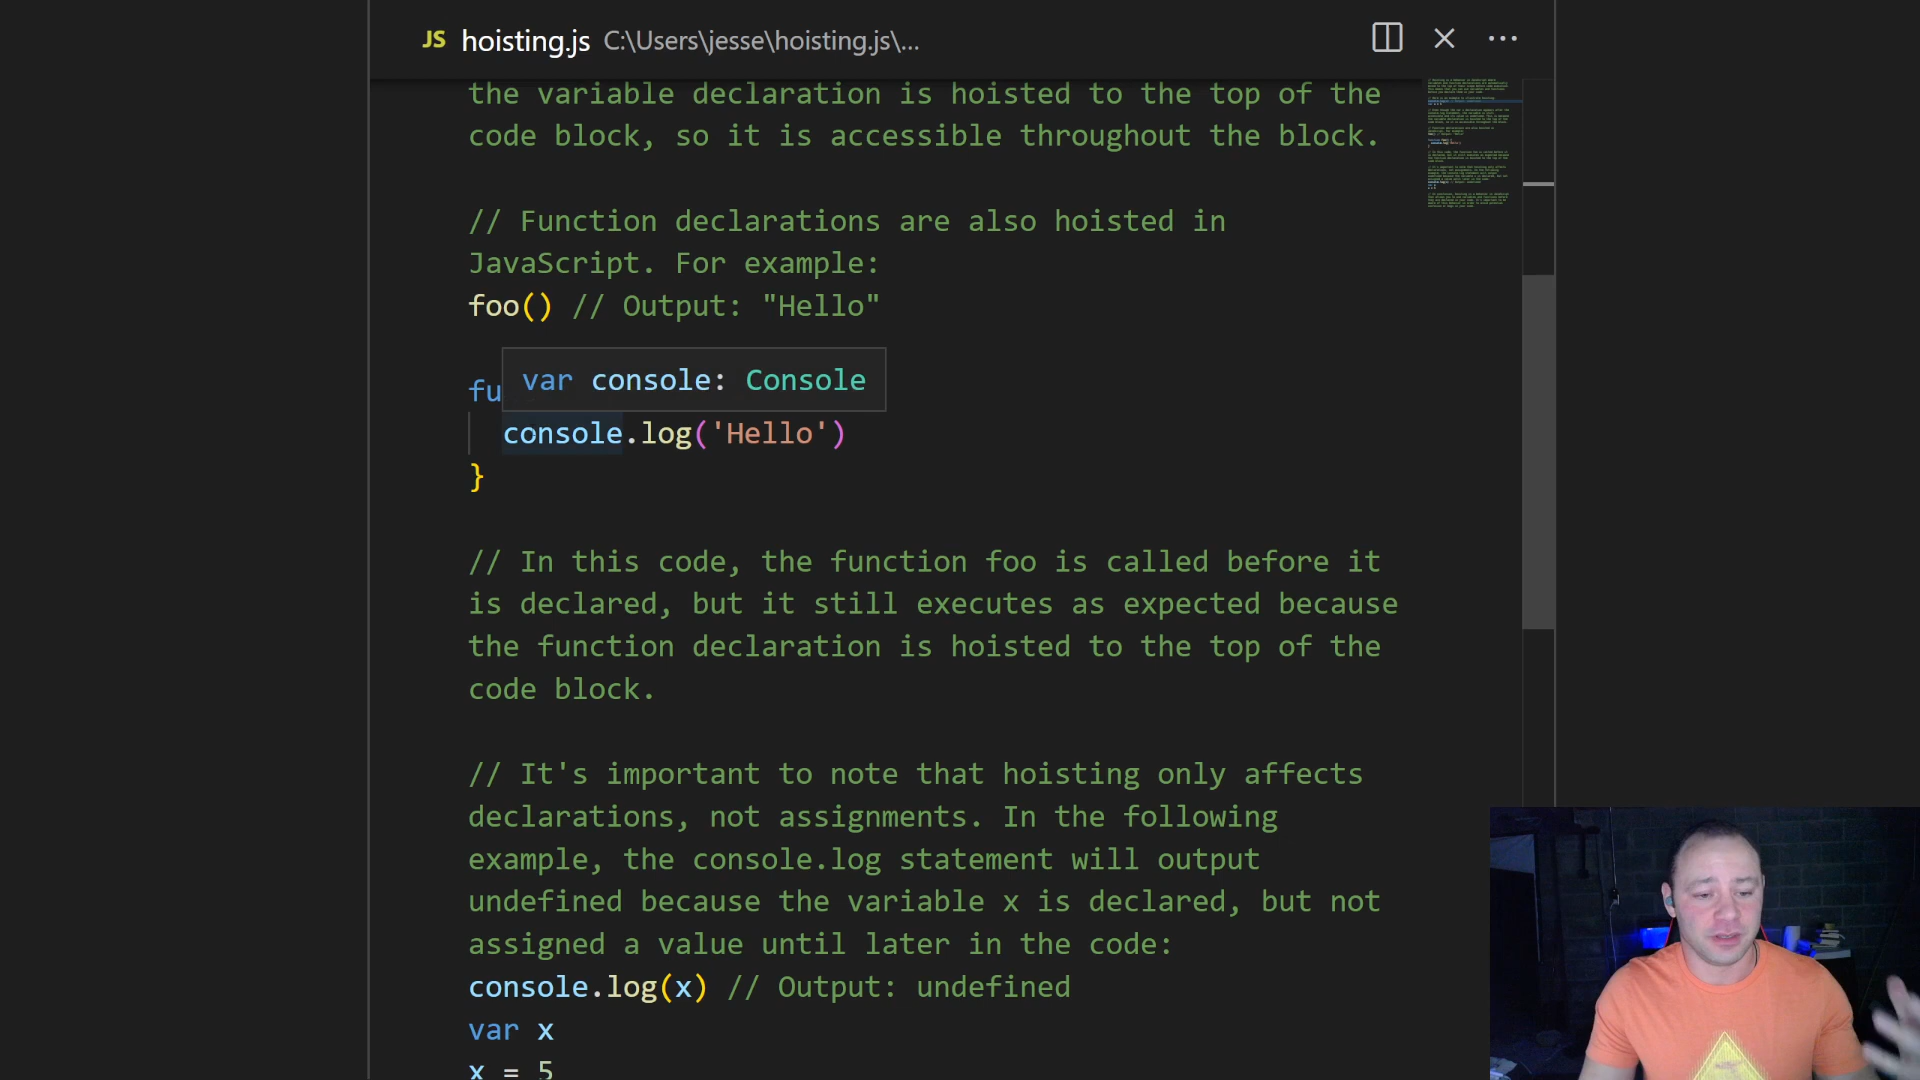 JS hoisting.js C:\Users\jesse\hoisting.js\...
the variable declaration is hoisted to the top of the
code block, so it is accessible throughout the block.
// Function declarations are also hoisted in
JavaScript. For example:
foo() // Output: "Hello"
var console: Console
fu
console.log('Hello')
}
// In this code, the function foo is called before it
is declared, but it still executes as expected because
the function declaration is hoisted to the top of the
code block.
// It's important to note that hoisting only affects
declarations, not assignments. In the following
example, the console.log statement will output
undefined because the variable x is declared, but not
assigned a value until later in the code:
console.log(x) // Output: undefined
var x
x = 5